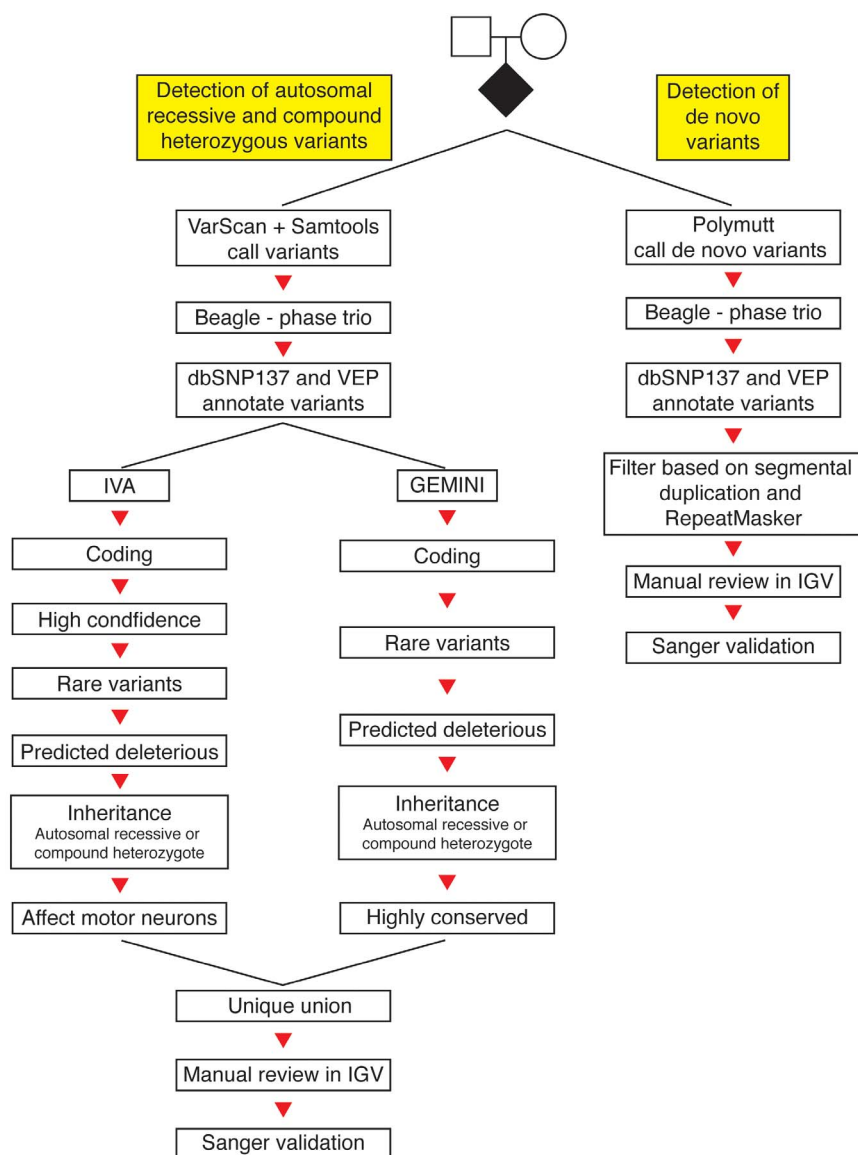 Detection of autosomal
recessive and compound
heterozygous variants
Detection of
de novo
variants
VarScan + Samtools
call variants
Beagle - phase trio
dbSNP137 and VEP
annotate variants
IVA
Coding
High condfidence
Rare variants
Predicted deleterious
Inheritance
Autosomal recessive or
compound heterozygote
Affect motor neurons
GEMINI
Coding
Rare variants
Predicted deleterious
Inheritance
Autosomal recessive or
compound heterozygote
Highly conserved
Unique union
Manual review in IGV
Sanger validation
Polymutt
call de novo variants
Beagle - phase trio
dbSNP137 and VEP
annotate variants
Filter based on segmental
duplication and
RepeatMasker
Manual review in IGV
Sanger validation